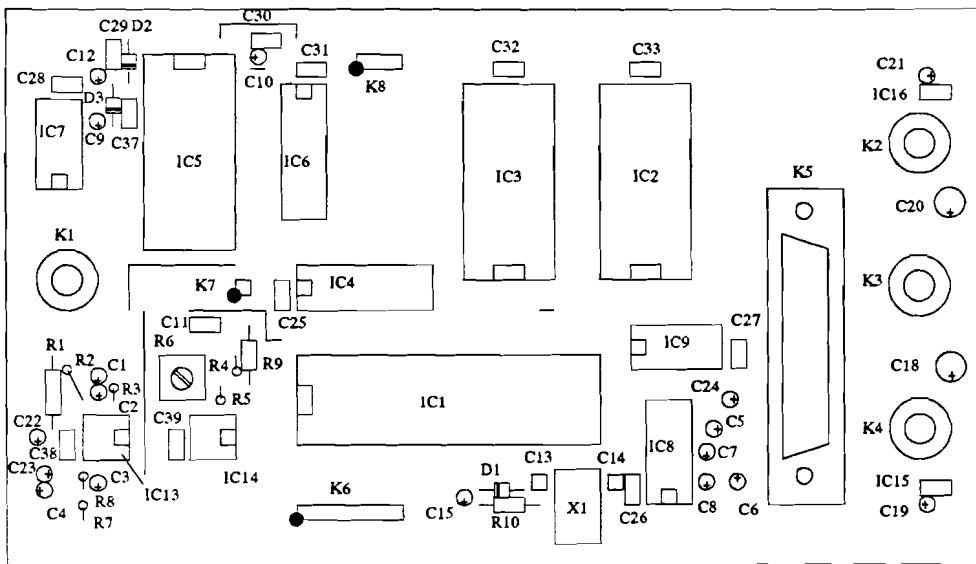 C30
C29 D2
C12
C31
C32
C33
C21
C28
C10
K8
IC16
D3
IC7
C9
C37
IC5
IC6
IC3
IC2
K2
K5
C20
K1
K7
IC4
K3
C11
C25
R6
R1
R2
C1
R4
R9
IC9
C27
C18
R3
R5
C24
C2
IC1
C22
C39
C5
K4
C38
IC8
C7
C23
C3
IC13
IC14
D1
C13
C14
IC15
K6
R8
C4
R7
C15
R10
X1
C26
C8
C6
C19